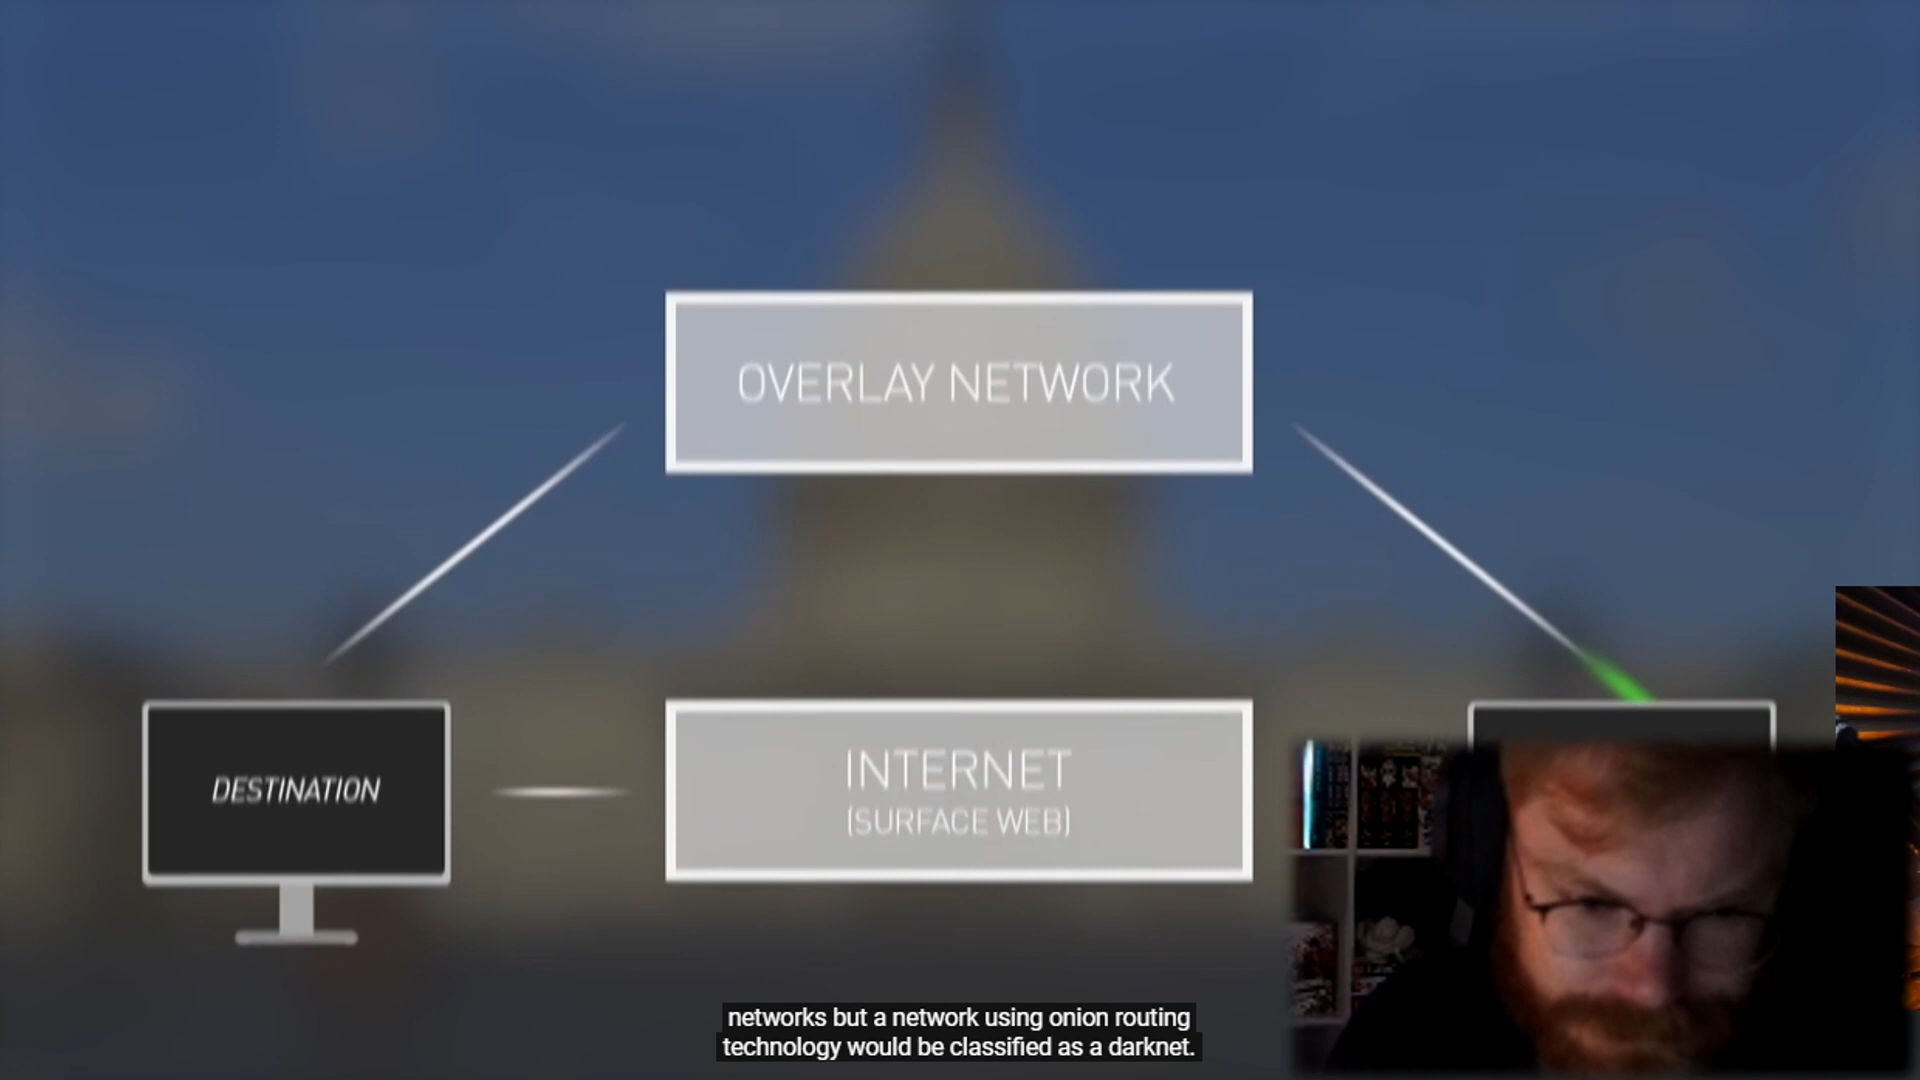 OVERLAY NETWORK
DESTINATION
INTERNET
(SURFACE WEB)
networks but a network using onion routing
technology would be classified as a darknet.